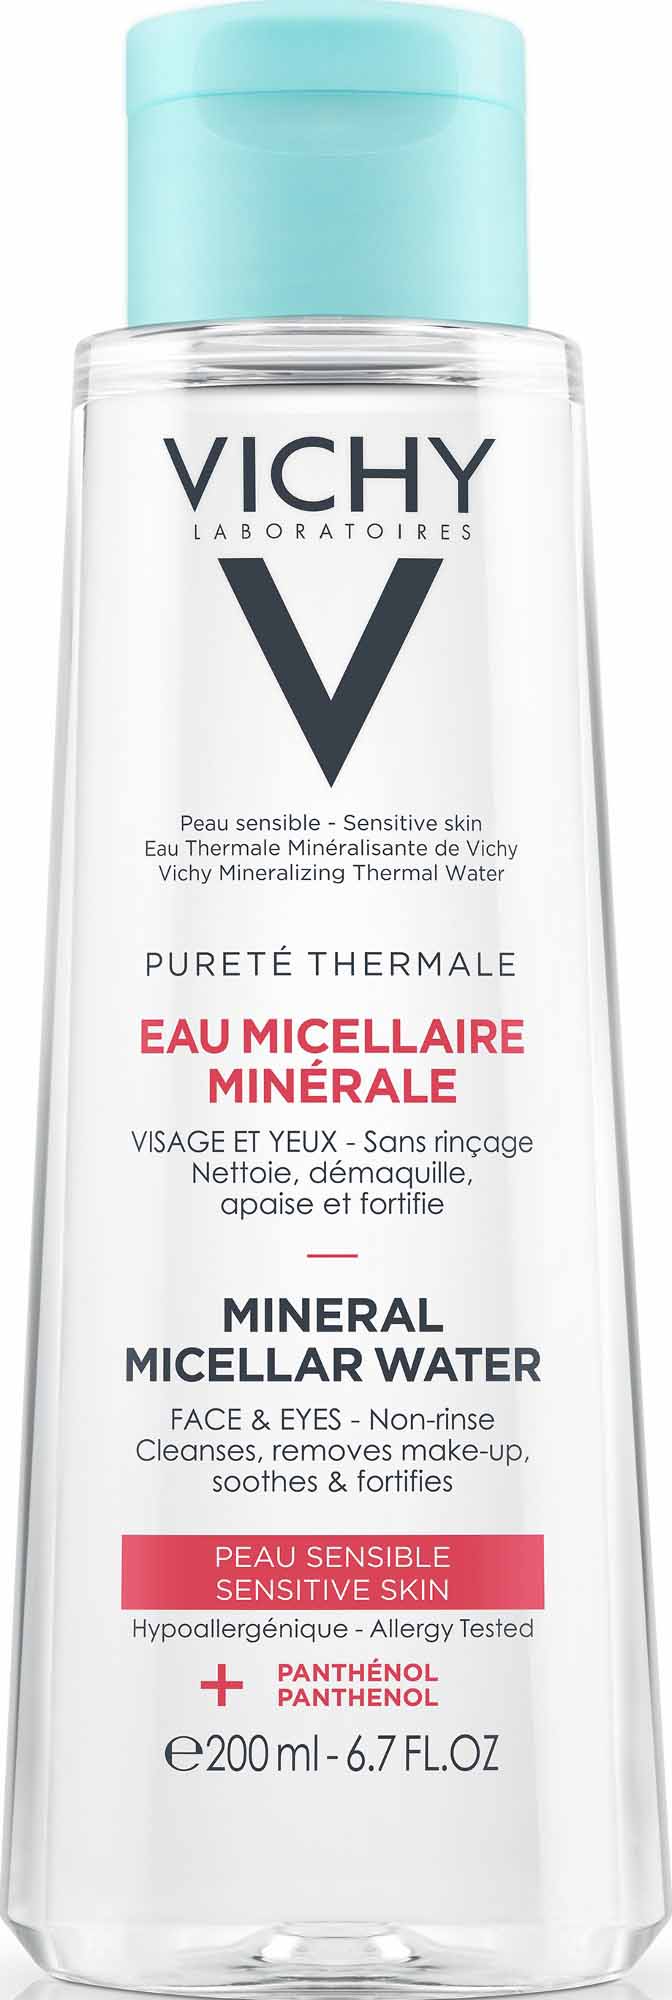 VICHY
LABORATOIRES
V
Peau sensible - Sensitive skin
Eau Thermale Minéralisante de Vichy
Vichy Mineralizing Thermal Water
PURETÉ THERMALE
EAU MICELLAIRE
MINÉRALE
VISAGE ET YEUX - Sans rinçage
Nettoie, démaquille,
apaise et fortifie
MINERAL
MICELLAR WATER
FACE & EYES - Non-rinse
Cleanses, removes make-up,
soothes & fortifies
PEAU SENSIBLE
SENSITIVE SKIN
Hypoallergénique - Allergy Tested
+ PANTHÉNOL
PANTHENOL
℮200 ml - 6.7 FL.OZ